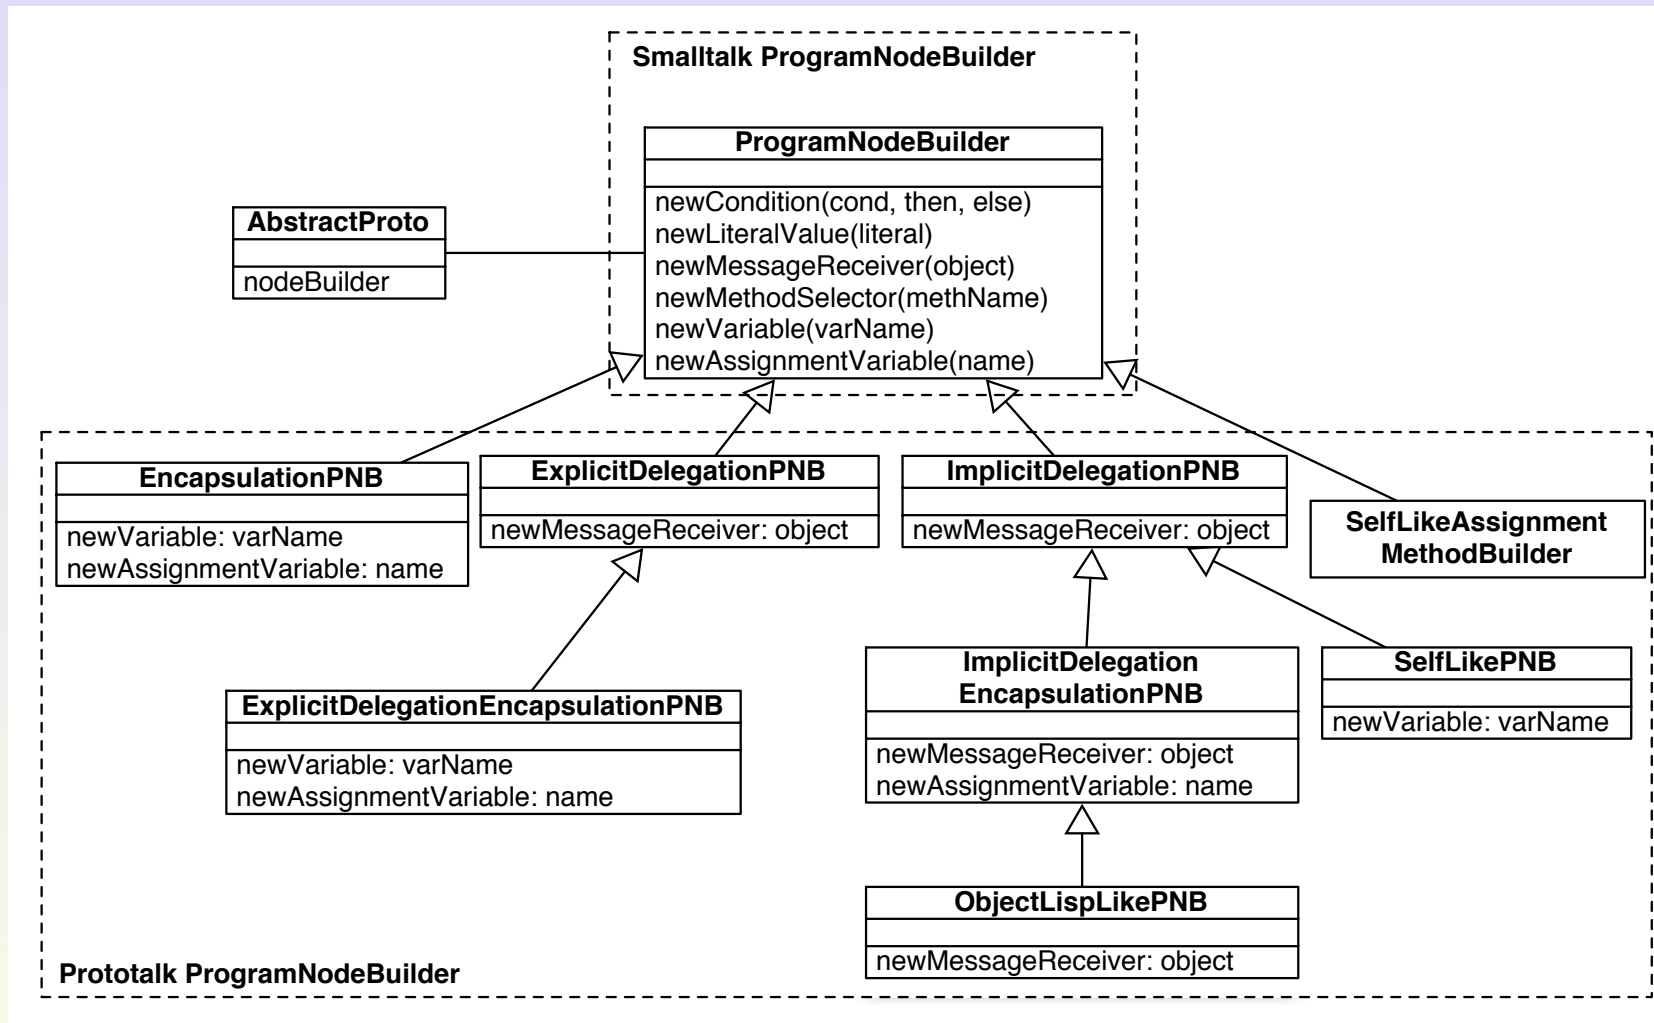 Smalltalk ProgramNodeBuilder
ProgramNodeBuilder
newCondition(cond, then, else)
newLiteralValue(literal)
newMessageReceiver(object)
newMethodSelector(methName)
newVariable(varName)
newAssignmentVariable(name)
AbstractProto
nodeBuilder
EncapsulationPNB
newVariable: varName
newAssignmentVariable: name
ExplicitDelegationPNB
newMessageReceiver: object
ImplicitDelegationPNB
newMessageReceiver: object
SelfLikeAssignment
MethodBuilder
ExplicitDelegationEncapsulationPNB
newVariable: varName
newAssignmentVariable: name
ImplicitDelegation
EncapsulationPNB
newMessageReceiver: object
newAssignmentVariable: name
SelfLikePNB
newVariable: varName
ObjectLispLikePNB
newMessageReceiver: object
Prototalk ProgramNodeBuilder